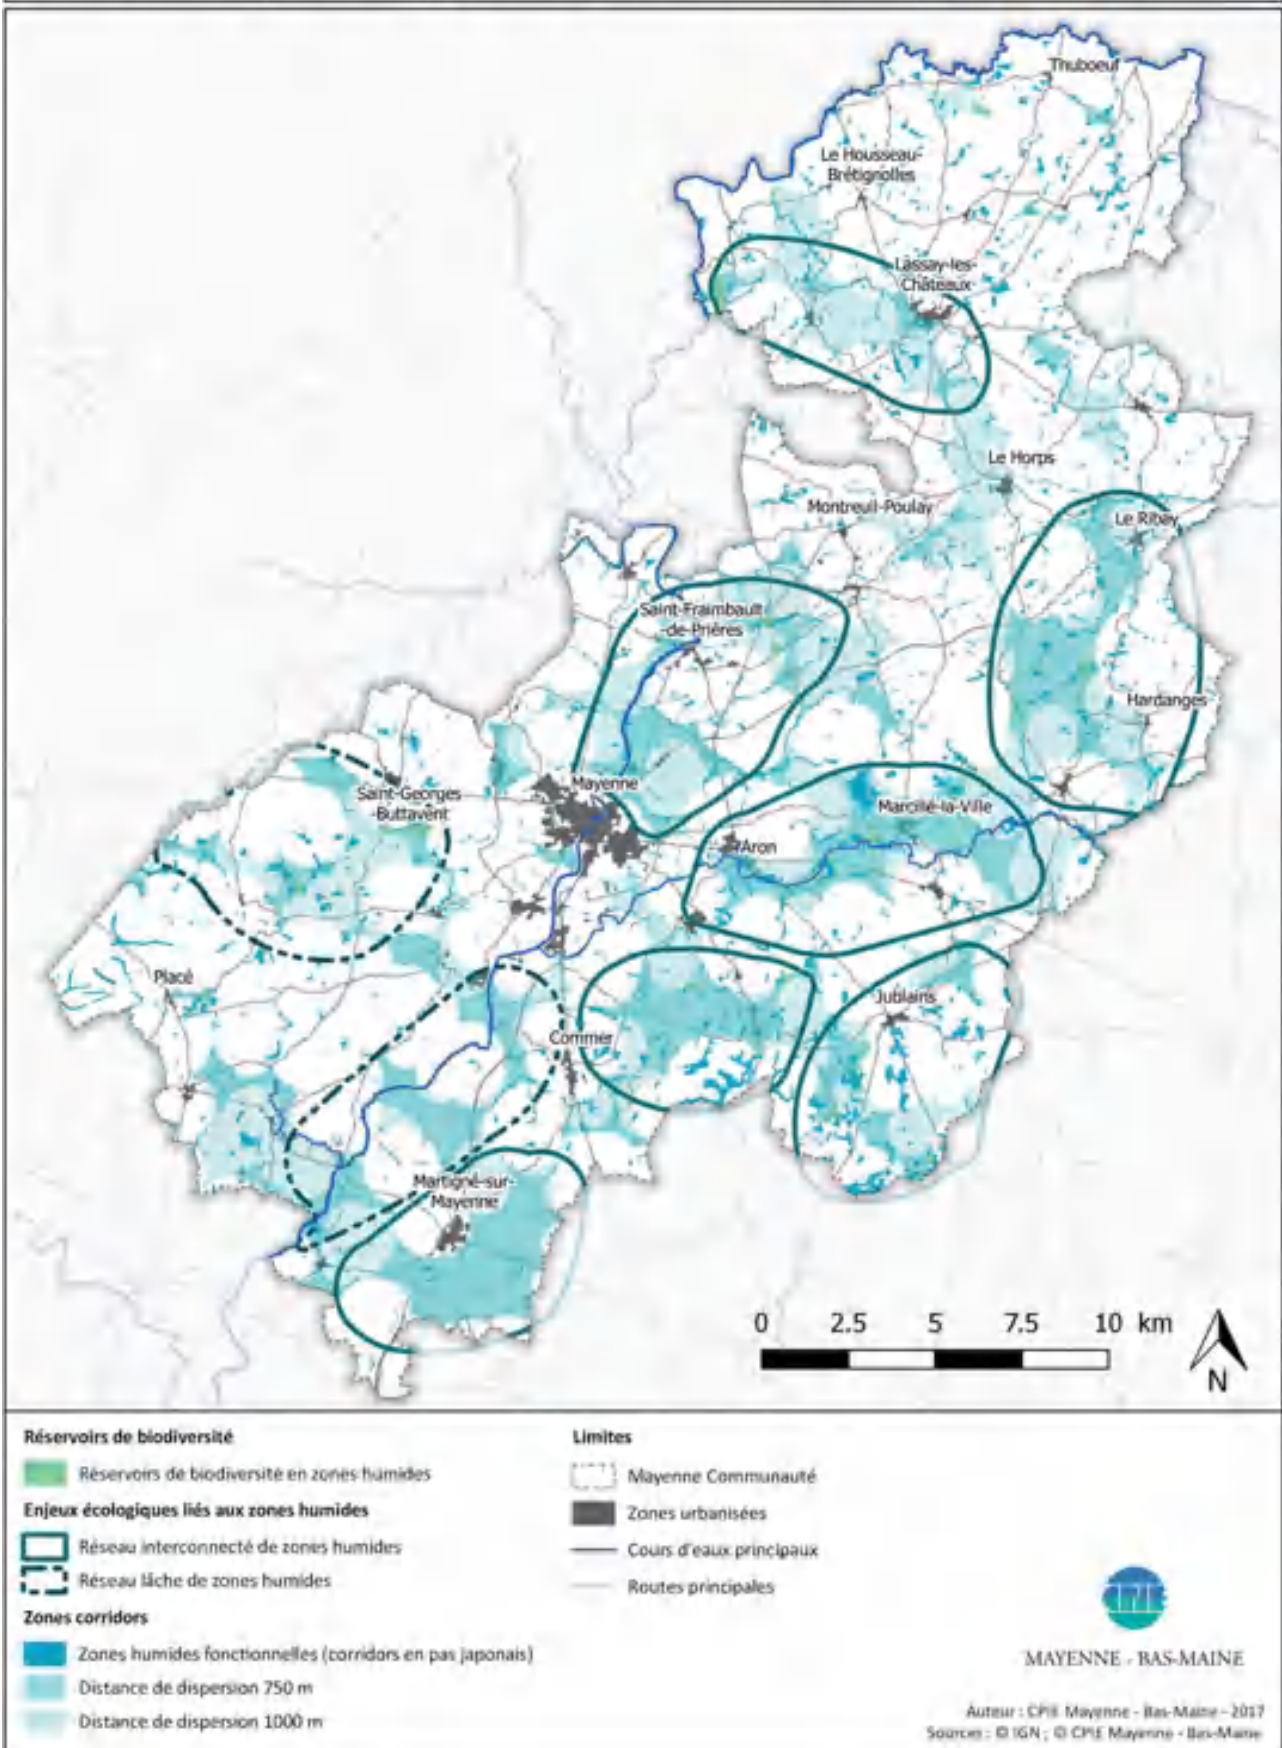 Thuboeuf
Le Housseau-
Brétignolles
Lassay-les-
Châteaux
Le Horps
Montreuil-Poulay
Le Ribay
Saint-Fraimbault
-de-Prières
Hardanges
Mayenne
Saint-Georges
-Buttavent
Marcillé-la-Ville
Aron
Placé
Jublains
Commer
Martigné-sur-
Mayenne
0 2.5 5 7.5 10 km
N
Réservoirs de biodiversité
Réservoirs de biodiversité en zones humides
Enjeux écologiques liés aux zones humides
Réseau interconnecté de zones humides
Réseau lâche de zones humides
Zones corridors
Zones humides fonctionnelles (corridors en pas japonais)
Distance de dispersion 750 m
Distance de dispersion 1000 m
Limites
Mayenne Communauté
Zones urbanisées
Cours d'eaux principaux
Routes principales
CPIE
MAYENNE - BAS-MAINE
Auteur : CPIE Mayenne - Bas-Maine - 2017
Sources : © IGN ; © CPIE Mayenne - Bas-Maine